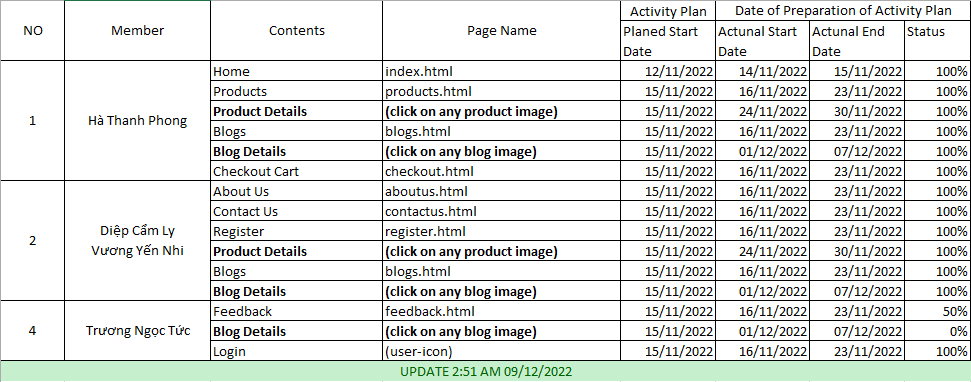 NO Member Contents Page Name Activity Plan Date of Preparation of Activity Plan
Planed Start Date Actunal Start Date Actunal End Date Status
1 Hà Thanh Phong
Home index.html 12/11/2022 14/11/2022 15/11/2022 100%
Products products.html 15/11/2022 16/11/2022 23/11/2022 100%
Product Details (click on any product image) 15/11/2022 24/11/2022 30/11/2022 100%
Blogs blogs.html 15/11/2022 16/11/2022 23/11/2022 100%
Blog Details (click on any blog image) 15/11/2022 01/12/2022 07/12/2022 100%
Checkout Cart checkout.html 15/11/2022 16/11/2022 23/11/2022 100%
2 Diệp Cẩm Ly
Vương Yến Nhi
About Us aboutus.html 15/11/2022 16/11/2022 23/11/2022 100%
Contact Us contactus.html 15/11/2022 16/11/2022 23/11/2022 100%
Register register.html 15/11/2022 16/11/2022 23/11/2022 100%
Product Details (click on any product image) 15/11/2022 24/11/2022 30/11/2022 100%
Blogs blogs.html 15/11/2022 16/11/2022 23/11/2022 100%
Blog Details (click on any blog image) 15/11/2022 01/12/2022 07/12/2022 100%
4 Trương Ngọc Tức
Feedback feedback.html 15/11/2022 16/11/2022 23/11/2022 50%
Blog Details (click on any blog image) 15/11/2022 01/12/2022 07/12/2022 0%
Login (user-icon) 15/11/2022 16/11/2022 23/11/2022 100%
UPDATE 2:51 AM 09/12/2022